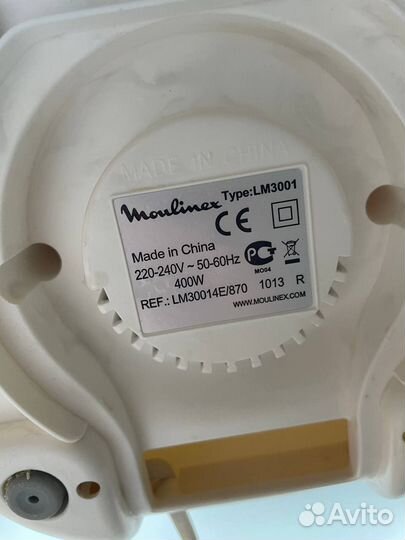 MADE IN CHINA
Moulinex Type:LM3001
CE
Made in China
220-240V ~ 50-60Hz
400W
MO04
REF.: LM30014E/870 1013 R
WWW.MOULINEX.COM
Avito